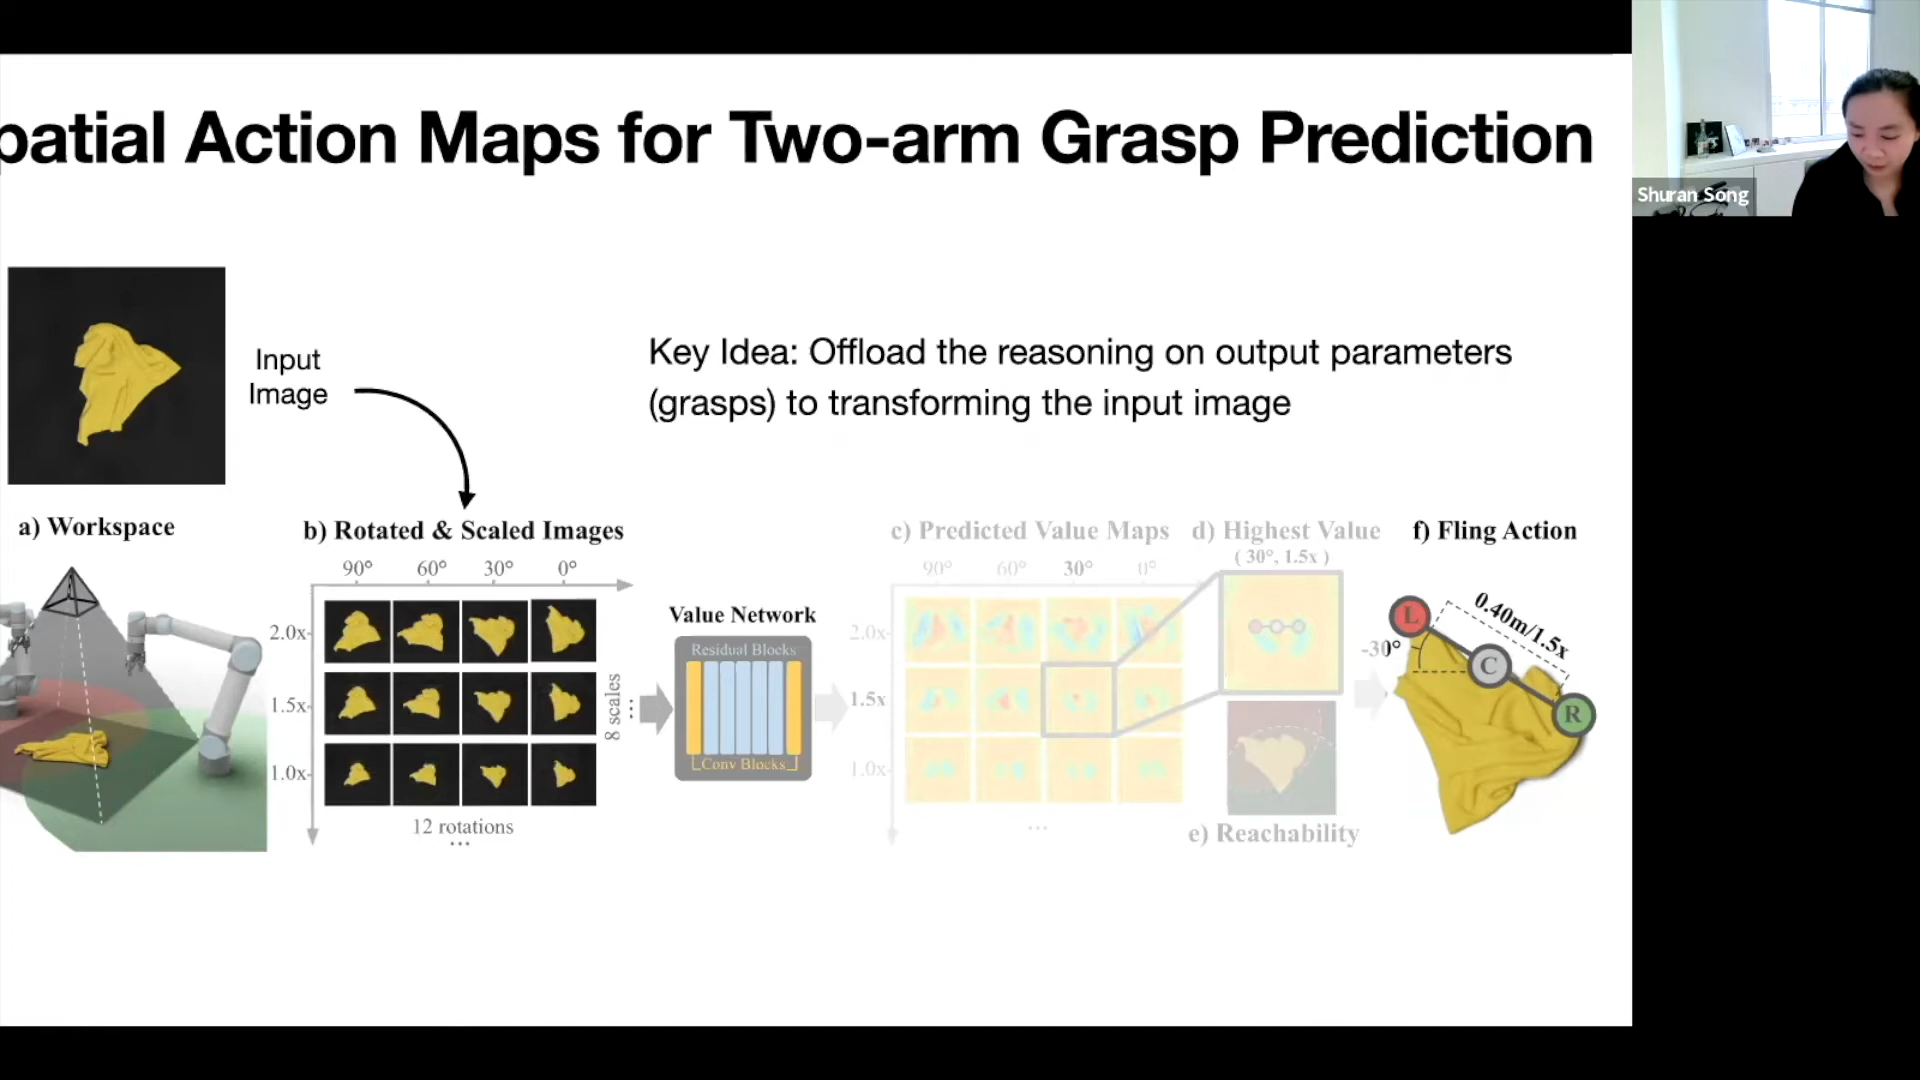 patial Action Maps for Two-arm Grasp Prediction
Shuran Song
Input
Image
Key Idea: Offload the reasoning on output parameters
(grasps) to transforming the input image
a) Workspace
b) Rotated & Scaled Images
90° 60° 30° 0°
2.0x
1.5x
1.0x
8 scales
...
12 rotations
...
Value Network
Residual Blocks
Conv Blocks
c) Predicted Value Maps
90° 60° 30° 0°
2.0x
1.5x
1.0x
...
d) Highest Value
( 30°, 1.5x )
e) Reachability
f) Fling Action
L
0.40m/1.5x
-30°
C
R